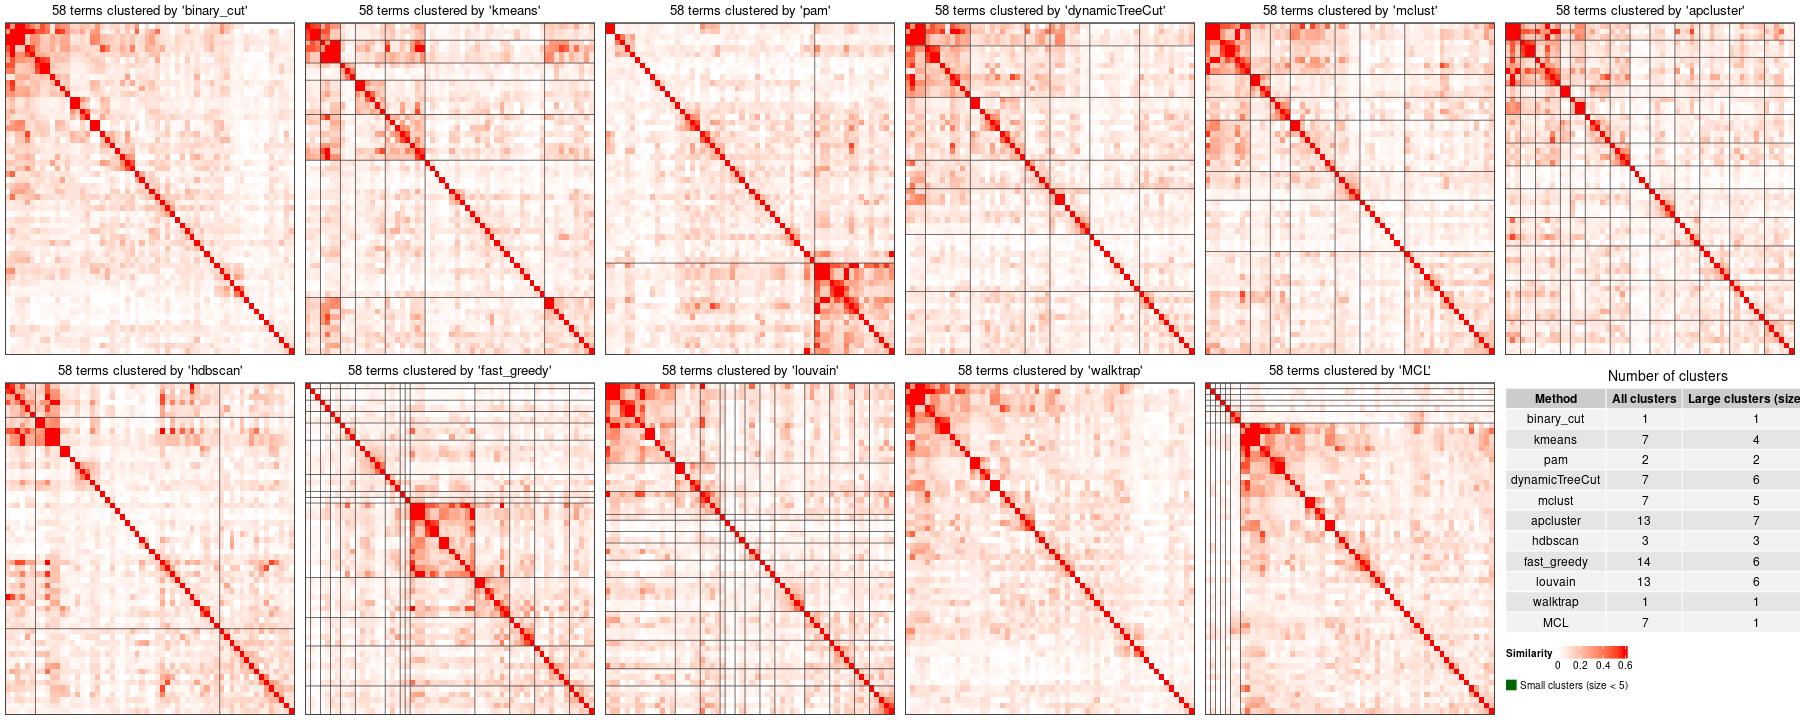 58 terms clustered by 'binary_cut'
58 terms clustered by 'kmeans'
58 terms clustered by 'pam'
58 terms clustered by 'dynamicTreeCut'
58 terms clustered by 'mclust'
58 terms clustered by 'apcluster'
58 terms clustered by 'hdbscan'
58 terms clustered by 'fast_greedy'
58 terms clustered by 'louvain'
58 terms clustered by 'walktrap'
58 terms clustered by 'MCL'
Number of clusters
Method All clusters Large clusters (size
binary_cut 1 1
kmeans 7 4
pam 2 2
dynamicTreeCut 7 6
mclust 7 5
apcluster 13 7
hdbscan 3 3
fast_greedy 14 6
louvain 13 6
walktrap 1 1
MCL 7 1
Similarity
0 0.2 0.4 0.6
Small clusters (size < 5)